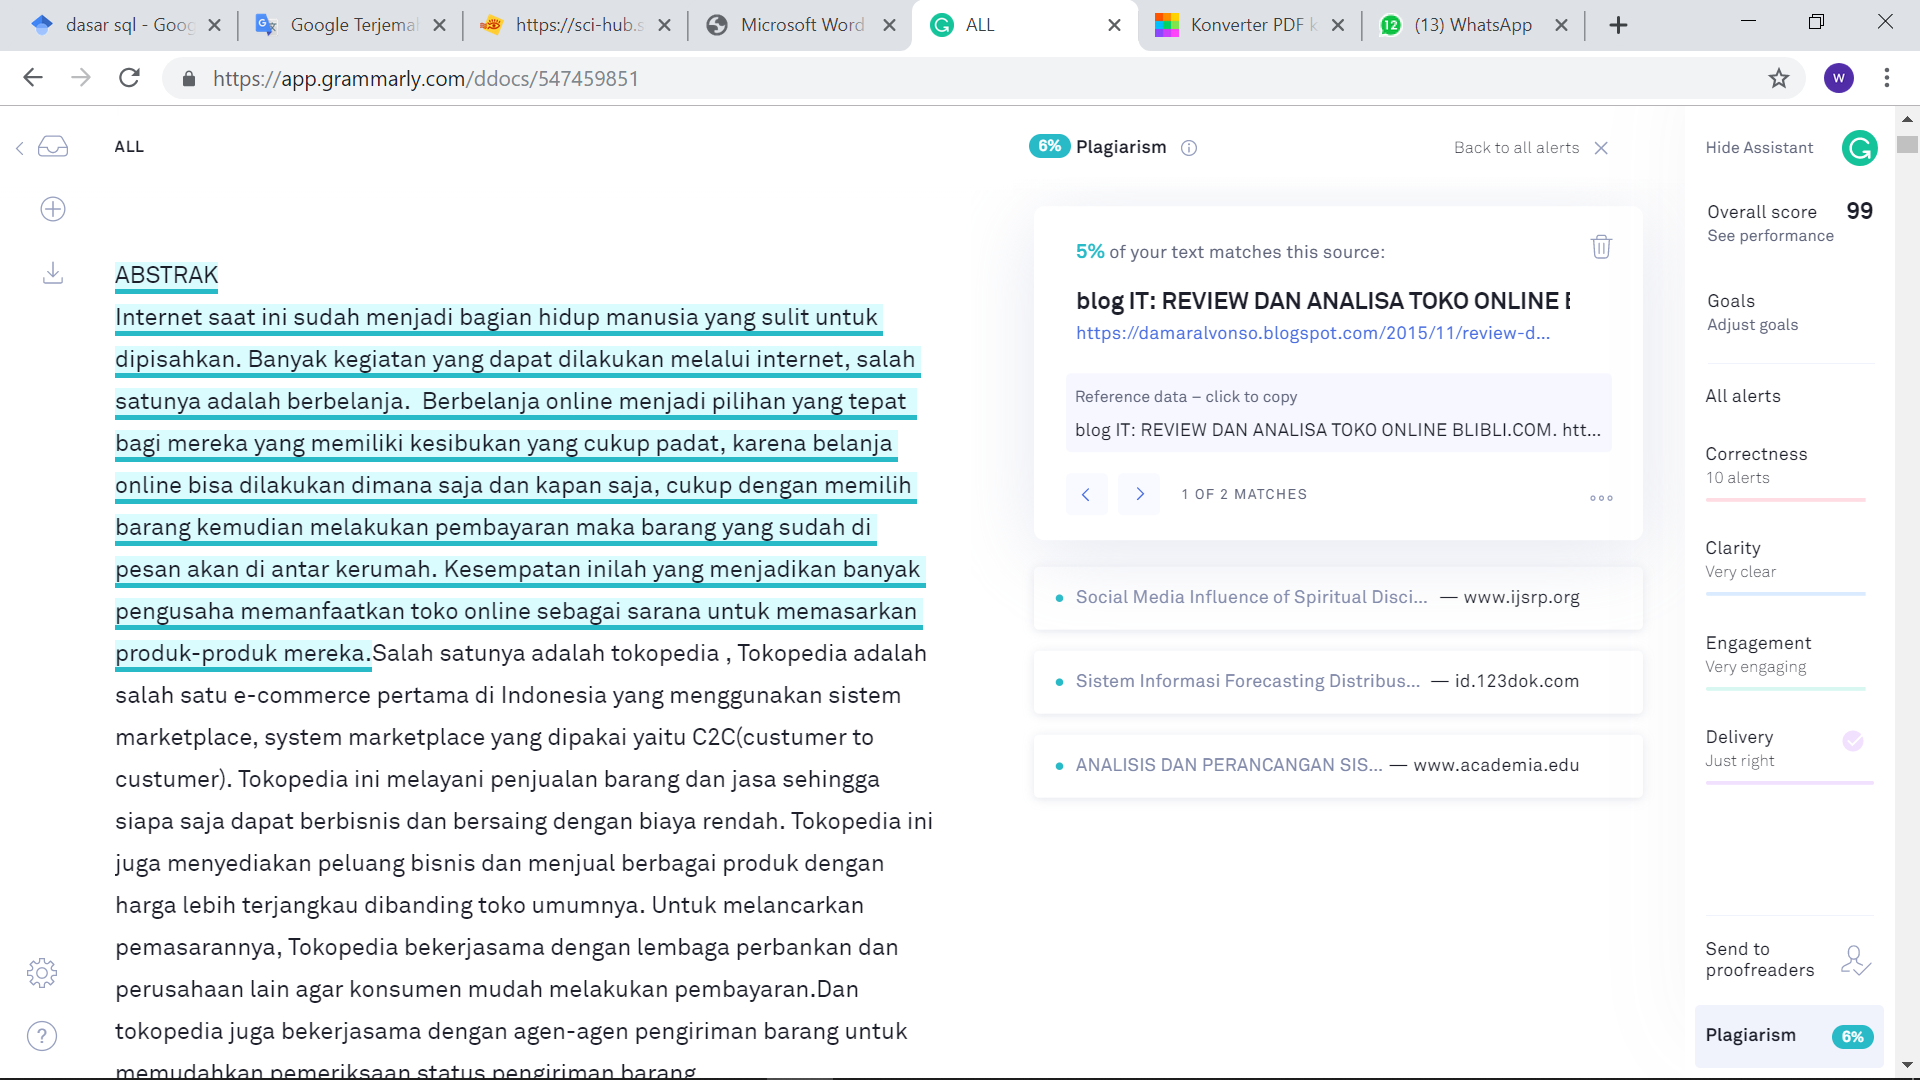 dasar sql - Goog
Google Terjemah
https://sci-hub.s
Microsoft Word
ALL
Konverter PDF k
12
(13) WhatsApp
https://app.grammarly.com/ddocs/547459851
W
ALL
ABSTRAK
Internet saat ini sudah menjadi bagian hidup manusia yang sulit untuk
dipisahkan. Banyak kegiatan yang dapat dilakukan melalui internet, salah
satunya adalah berbelanja.  Berbelanja online menjadi pilihan yang tepat
bagi mereka yang memiliki kesibukan yang cukup padat, karena belanja
online bisa dilakukan dimana saja dan kapan saja, cukup dengan memilih
barang kemudian melakukan pembayaran maka barang yang sudah di
pesan akan di antar kerumah. Kesempatan inilah yang menjadikan banyak
pengusaha memanfaatkan toko online sebagai sarana untuk memasarkan
produk-produk mereka.Salah satunya adalah tokopedia , Tokopedia adalah
salah satu e-commerce pertama di Indonesia yang menggunakan sistem
marketplace, system marketplace yang dipakai yaitu C2C(custumer to
custumer). Tokopedia ini melayani penjualan barang dan jasa sehingga
siapa saja dapat berbisnis dan bersaing dengan biaya rendah. Tokopedia ini
juga menyediakan peluang bisnis dan menjual berbagai produk dengan
harga lebih terjangkau dibanding toko umumnya. Untuk melancarkan
pemasarannya, Tokopedia bekerjasama dengan lembaga perbankan dan
perusahaan lain agar konsumen mudah melakukan pembayaran.Dan
tokopedia juga bekerjasama dengan agen-agen pengiriman barang untuk
memudahkan pemeriksaan status pengiriman barang
6% Plagiarism
Back to all alerts
5% of your text matches this source:
blog IT: REVIEW DAN ANALISA TOKO ONLINE B
https://damaralvonso.blogspot.com/2015/11/review-d...
Reference data – click to copy
blog IT: REVIEW DAN ANALISA TOKO ONLINE BLIBLI.COM. htt...
1 OF 2 MATCHES
Social Media Influence of Spiritual Disci... — www.ijsrp.org
Sistem Informasi Forecasting Distribus... — id.123dok.com
ANALISIS DAN PERANCANGAN SIS... — www.academia.edu
Hide Assistant
Overall score 99
See performance
Goals
Adjust goals
All alerts
Correctness
10 alerts
Clarity
Very clear
Engagement
Very engaging
Delivery
Just right
Send to
proofreaders
Plagiarism 6%